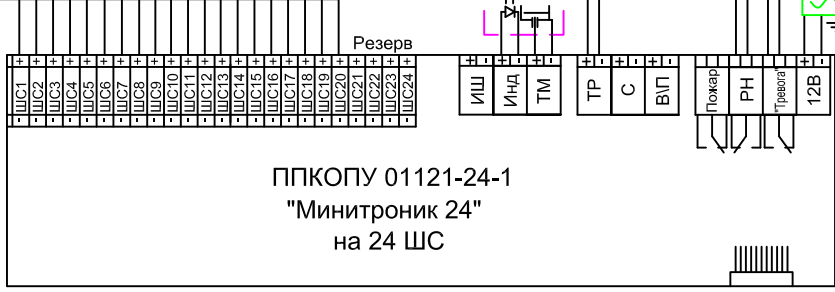 Резерв
ШС1 ШС2 ШС3 ШС4 ШС5 ШС6 ШС7 ШС8 ШС9 ШС10 ШС11 ШС12 ШС13 ШС14 ШС15 ШС16 ШС17 ШС18 ШС19 ШС20 ШС21 ШС22 ШС23 ШС24
ИШ Инд ТМ
ТР С В\П
Пожар РН "Тревога" 12В
ППКОПУ 01121-24-1
"Минитроник 24"
на 24 ШС